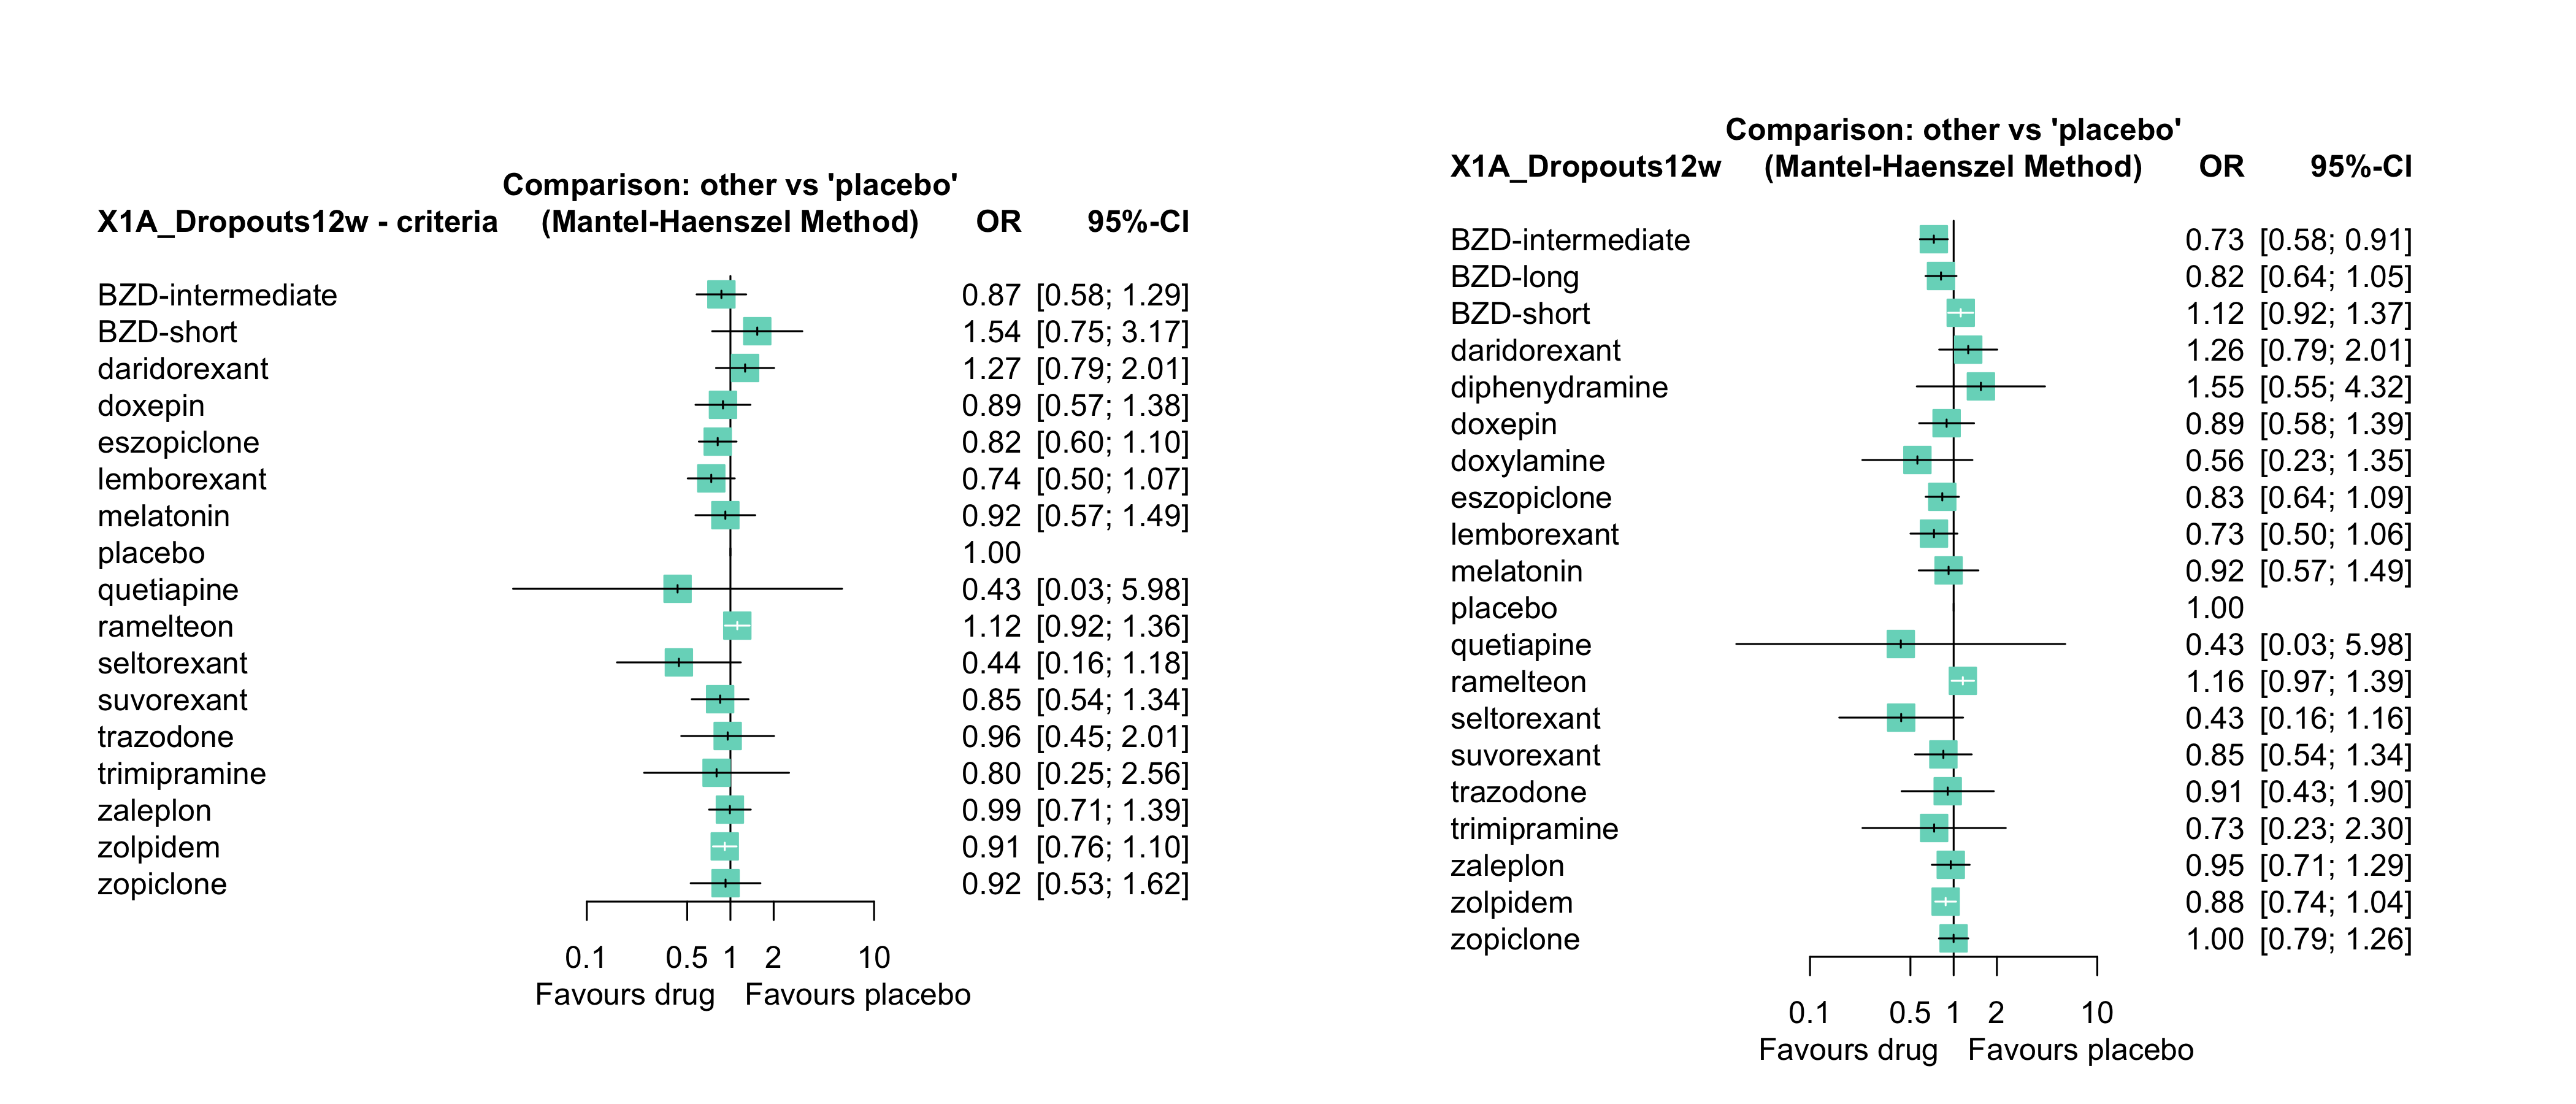 Comparison: other vs 'placebo'
X1A_Dropouts12w - criteria (Mantel-Haenszel Method) OR 95%-CI
BZD-intermediate 0.87 [0.58; 1.29]
BZD-short 1.54 [0.75; 3.17]
daridorexant 1.27 [0.79; 2.01]
doxepin 0.89 [0.57; 1.38]
eszopiclone 0.82 [0.60; 1.10]
lemborexant 0.74 [0.50; 1.07]
melatonin 0.92 [0.57; 1.49]
placebo 1.00
quetiapine 0.43 [0.03; 5.98]
ramelteon 1.12 [0.92; 1.36]
seltorexant 0.44 [0.16; 1.18]
suvorexant 0.85 [0.54; 1.34]
trazodone 0.96 [0.45; 2.01]
trimipramine 0.80 [0.25; 2.56]
zaleplon 0.99 [0.71; 1.39]
zolpidem 0.91 [0.76; 1.10]
zopiclone 0.92 [0.53; 1.62]
0.1 0.5 1 2 10
Favours drug Favours placebo
Comparison: other vs 'placebo'
X1A_Dropouts12w (Mantel-Haenszel Method) OR 95%-CI
BZD-intermediate 0.73 [0.58; 0.91]
BZD-long 0.82 [0.64; 1.05]
BZD-short 1.12 [0.92; 1.37]
daridorexant 1.26 [0.79; 2.01]
diphenydramine 1.55 [0.55; 4.32]
doxepin 0.89 [0.58; 1.39]
doxylamine 0.56 [0.23; 1.35]
eszopiclone 0.83 [0.64; 1.09]
lemborexant 0.73 [0.50; 1.06]
melatonin 0.92 [0.57; 1.49]
placebo 1.00
quetiapine 0.43 [0.03; 5.98]
ramelteon 1.16 [0.97; 1.39]
seltorexant 0.43 [0.16; 1.16]
suvorexant 0.85 [0.54; 1.34]
trazodone 0.91 [0.43; 1.90]
trimipramine 0.73 [0.23; 2.30]
zaleplon 0.95 [0.71; 1.29]
zolpidem 0.88 [0.74; 1.04]
zopiclone 1.00 [0.79; 1.26]
0.1 0.5 1 2 10
Favours drug Favours placebo